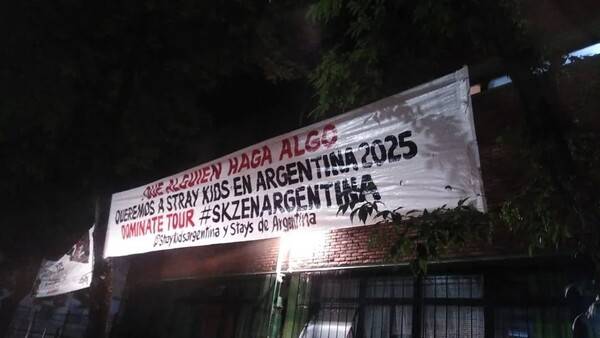 QUE ALGUIEN HAGA ALGO
QUEREMOS A STRAY KIDS EN ARGENTINA 2025
DOMINATE TOUR #SKZENARGENTINA
@straykidsargentina y Stays de Argentina